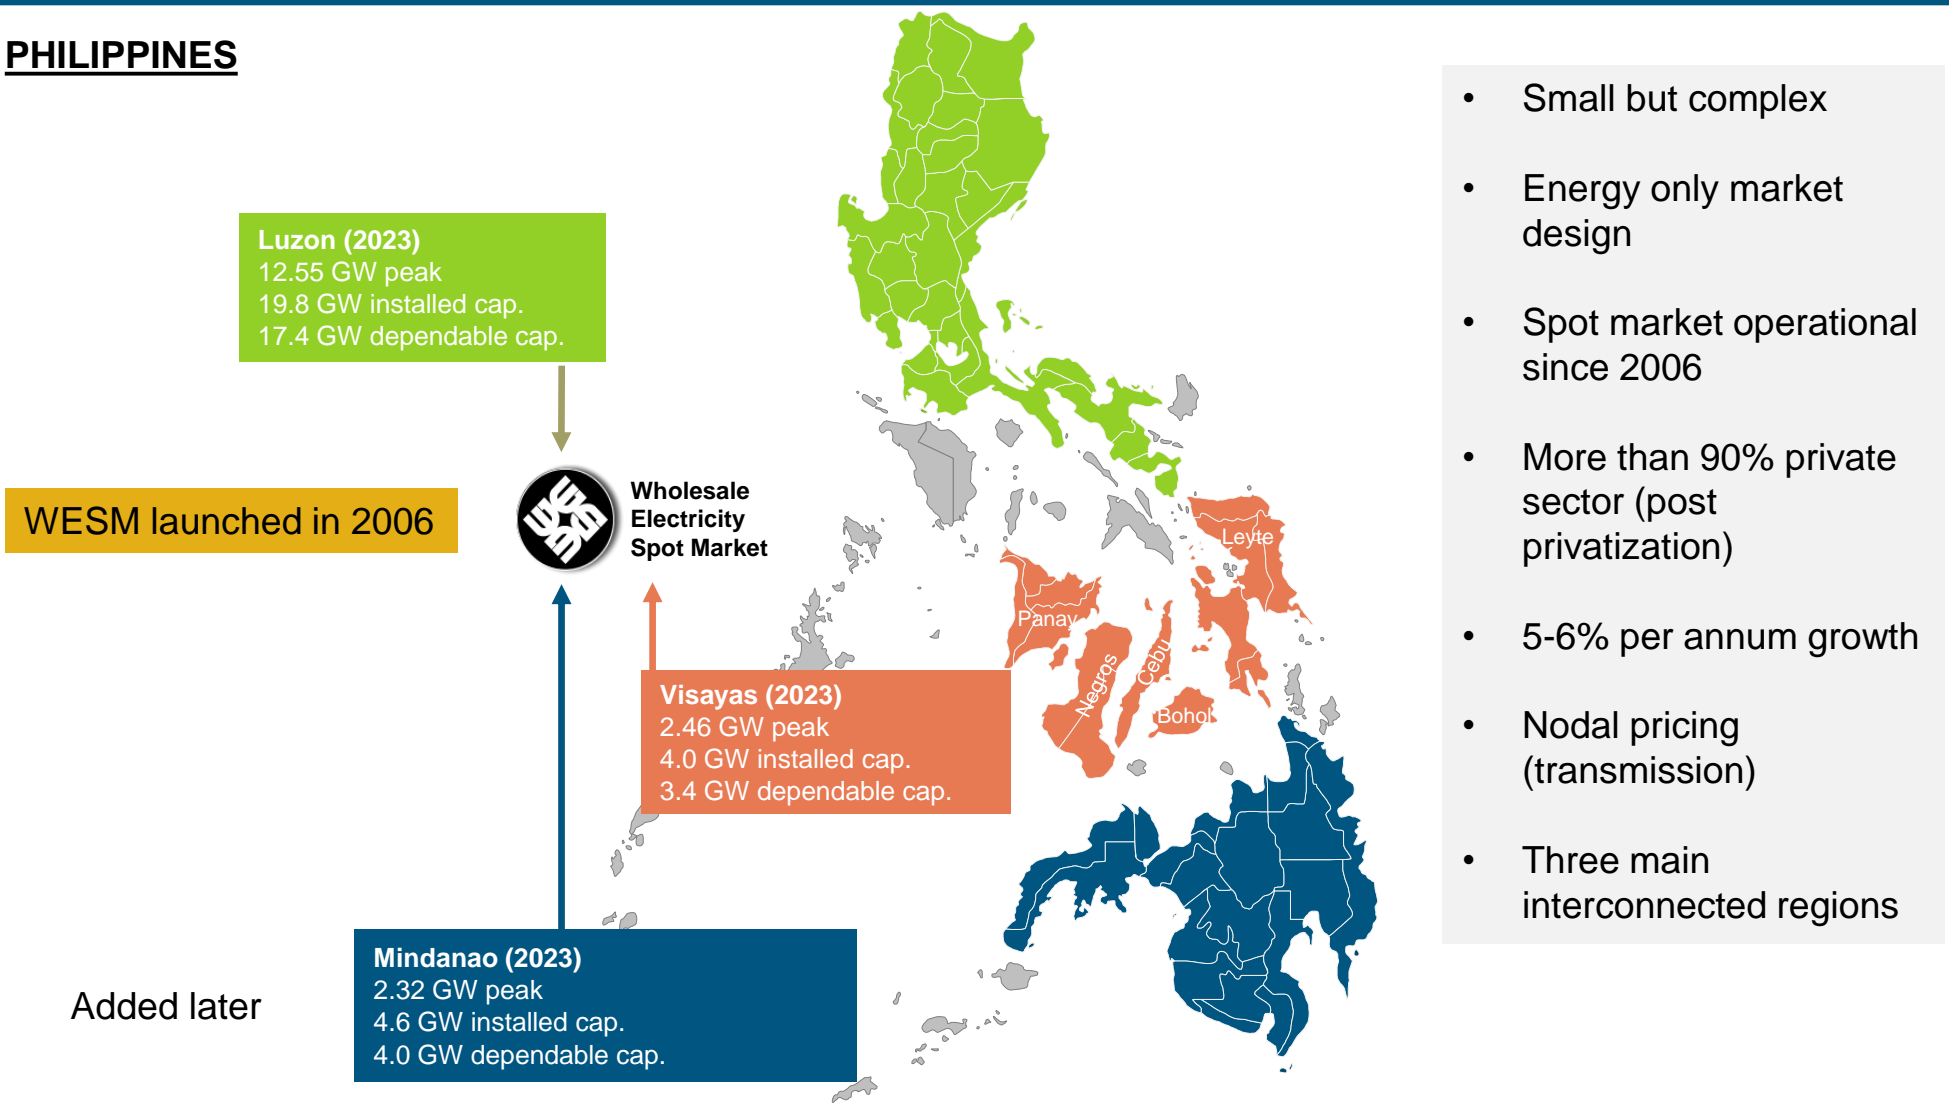 PHILIPPINES
Luzon (2023)
12.55 GW peak
19.8 GW installed cap.
17.4 GW dependable cap.
WESM launched in 2006
Wholesale
Electricity
Spot Market
Visayas (2023)
2.46 GW peak
4.0 GW installed cap.
3.4 GW dependable cap.
Added later
Mindanao (2023)
2.32 GW peak
4.6 GW installed cap.
4.0 GW dependable cap.
Leyte
Panay
Negros
Cebu
Bohol
• Small but complex
• Energy only market
design
• Spot market operational
since 2006
• More than 90% private
sector (post
privatization)
• 5-6% per annum growth
• Nodal pricing
(transmission)
• Three main
interconnected regions